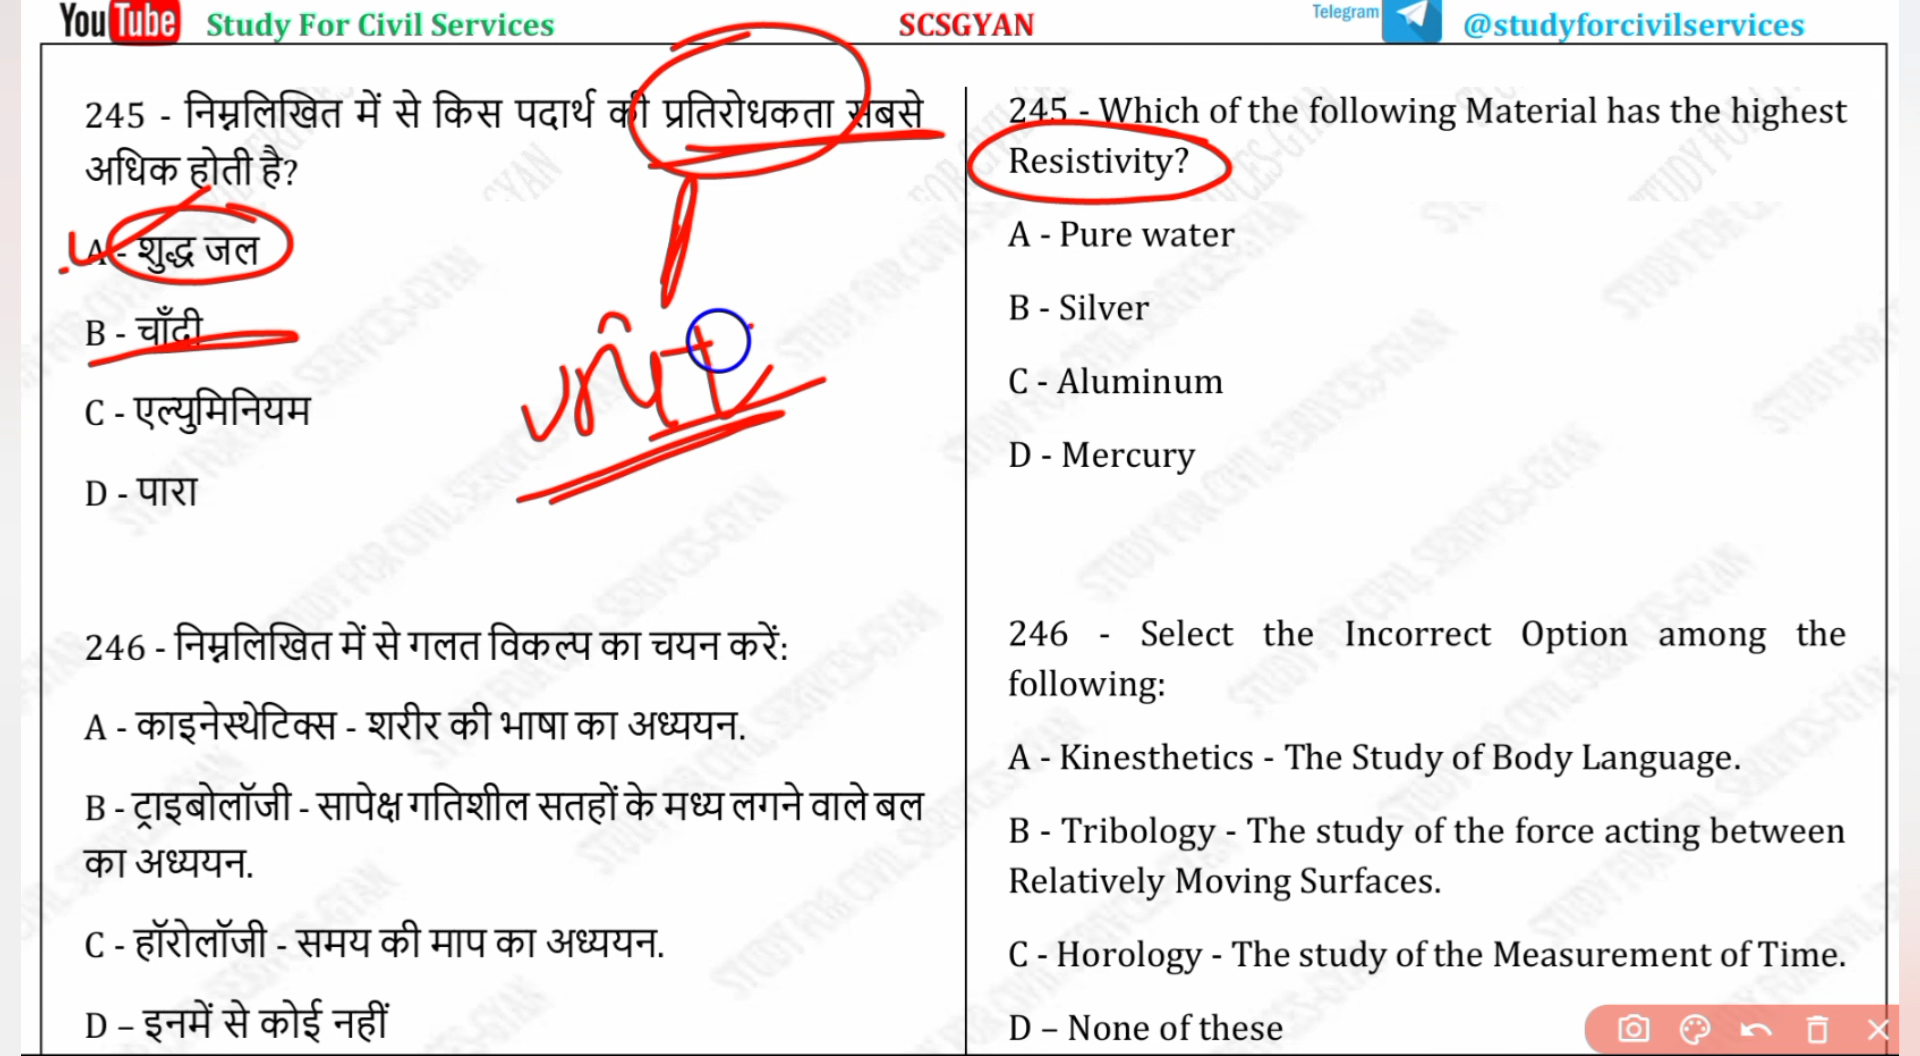 YouTube Study For Civil Services SCSGYAN Telegram @studyforcivilservices
245 - निम्नलिखित में से किस पदार्थ की प्रतिरोधकता सबसे
अधिक होती है?
A - शुद्ध जल
B - चाँदी
C - एल्युमिनियम
D - पारा
246 - निम्नलिखित में से गलत विकल्प का चयन करें:
A - काइनेस्थेटिक्स - शरीर की भाषा का अध्ययन.
B - ट्राइबोलॉजी - सापेक्ष गतिशील सतहों के मध्य लगने वाले बल
का अध्ययन.
C - हॉरोलॉजी - समय की माप का अध्ययन.
D – इनमें से कोई नहीं
245 - Which of the following Material has the highest
Resistivity?
A - Pure water
B - Silver
C - Aluminum
D - Mercury
246 - Select the Incorrect Option among the
following:
A - Kinesthetics - The Study of Body Language.
B - Tribology - The study of the force acting between
Relatively Moving Surfaces.
C - Horology - The study of the Measurement of Time.
D – None of these